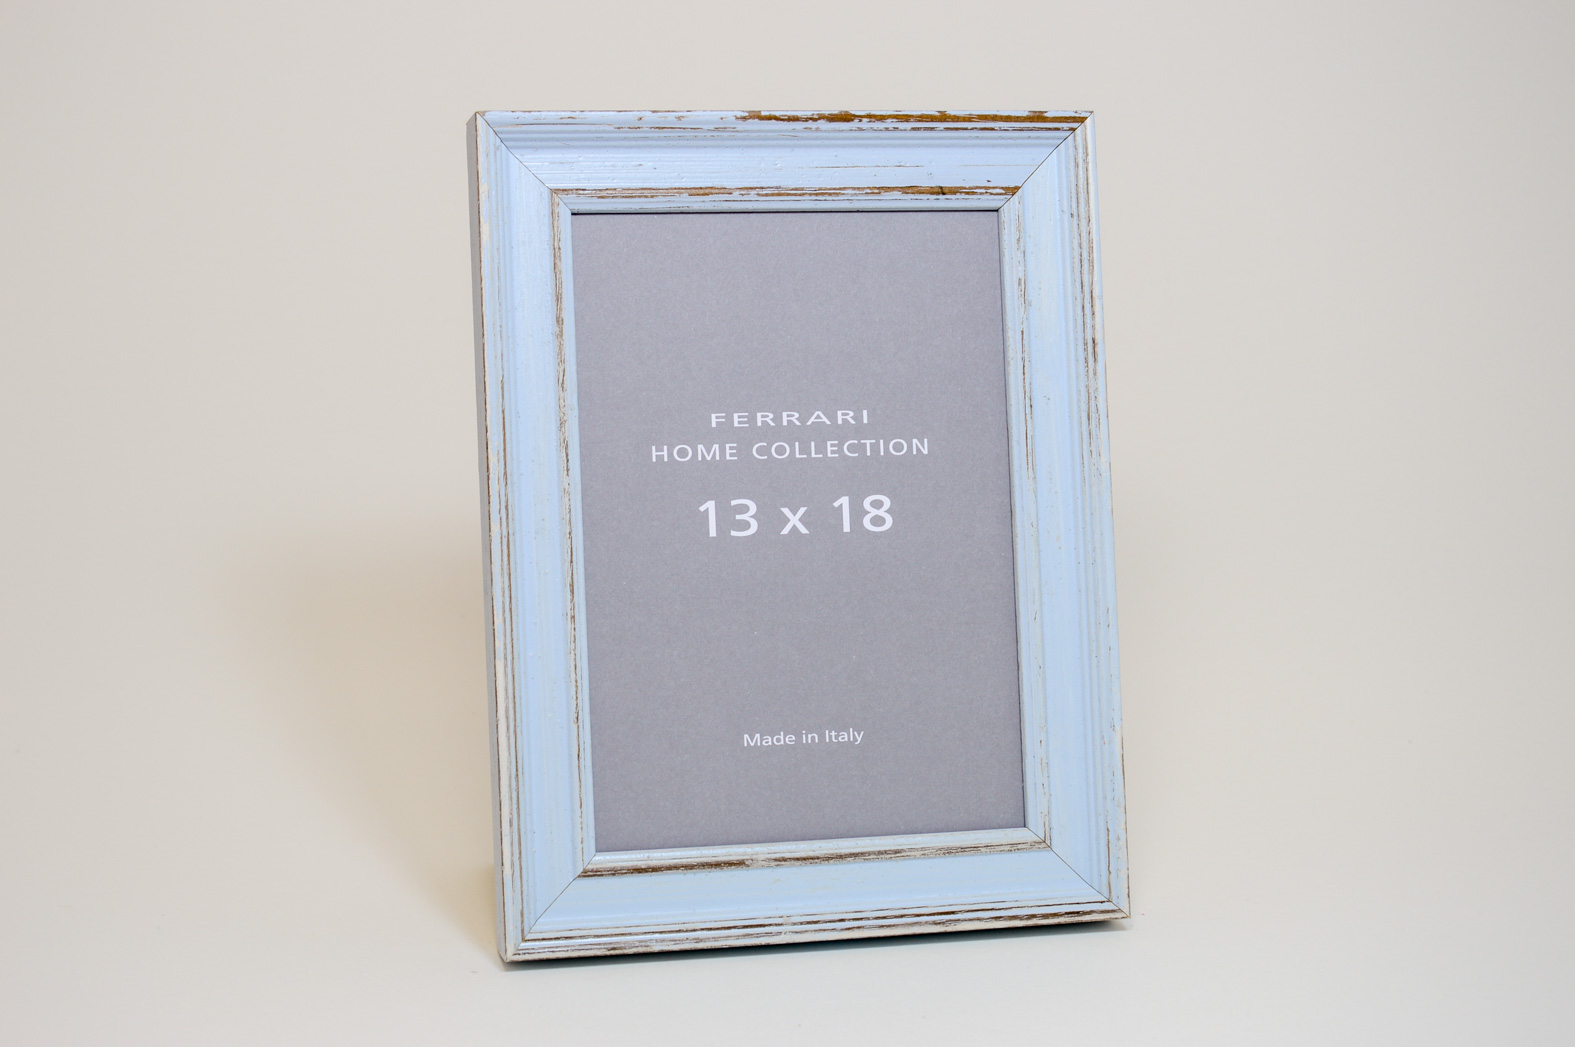 FERRARI
HOME COLLECTION
13 x 18
Made in Italy